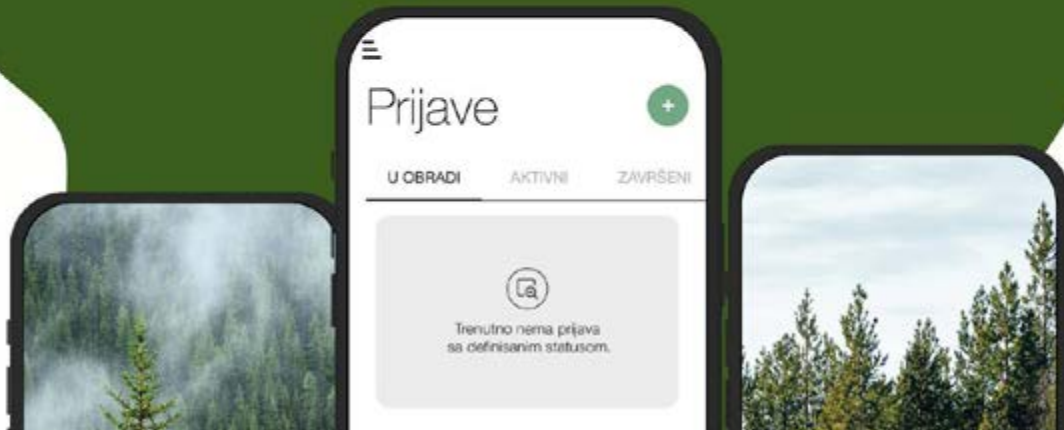 Prijave
+
U OBRADI AKTIVNI ZAVRŠENI
Trenutno nema prijava
sa definisanim statusom.